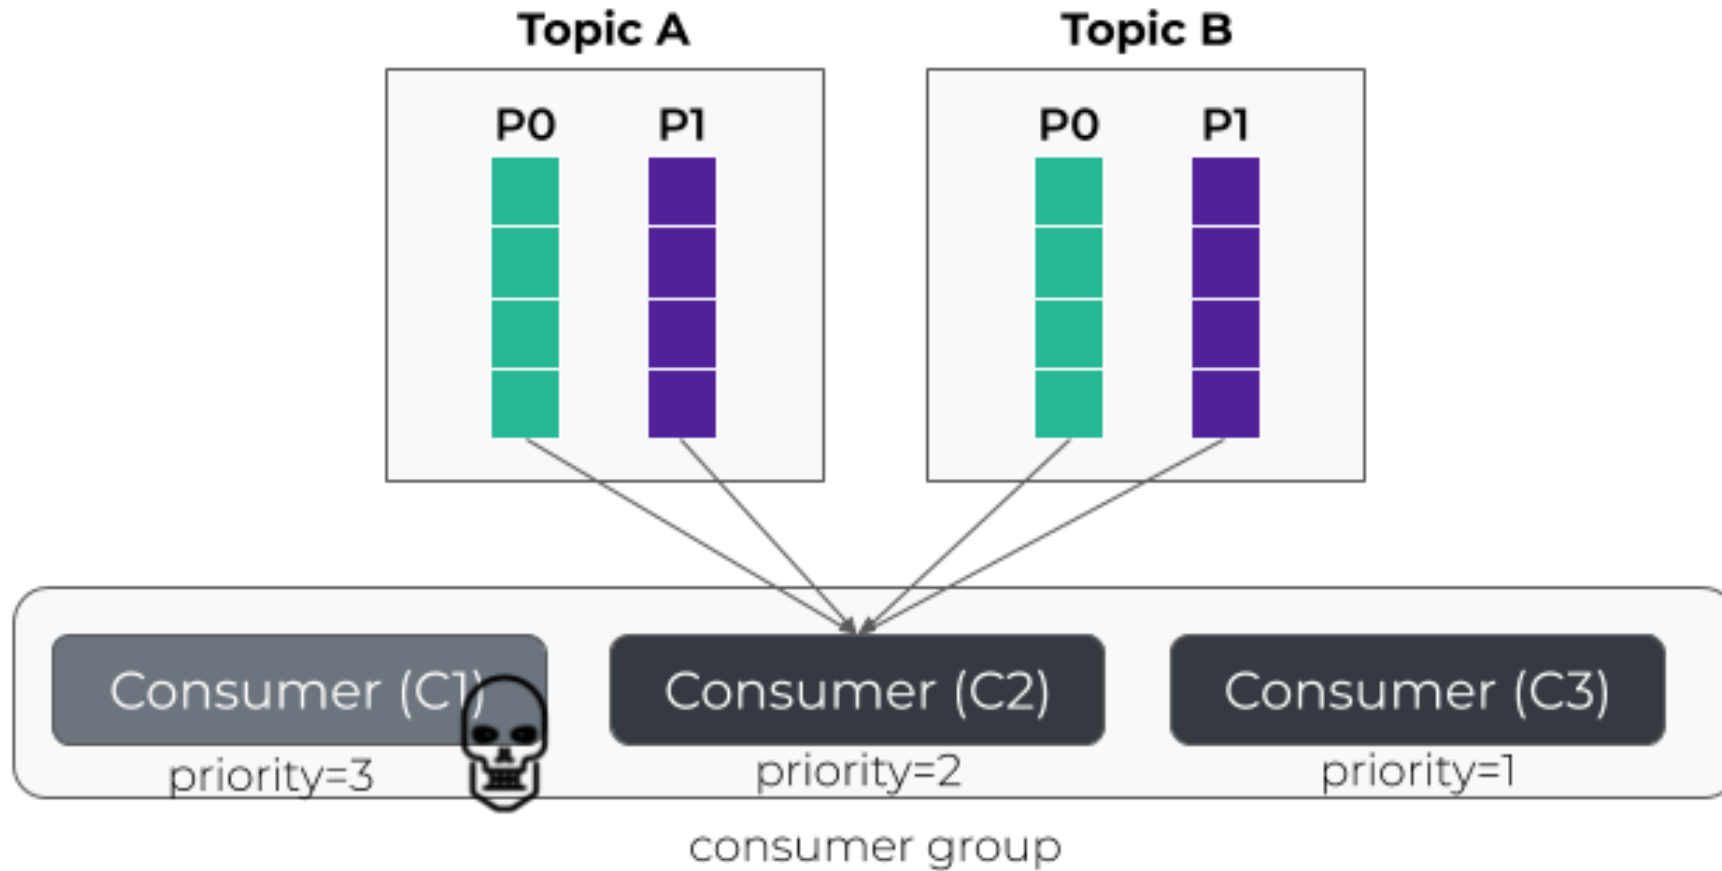 Topic A
Topic B
P0
P1
P0
P1
Consumer (C1)
Consumer (C2)
Consumer (C3)
priority=3
priority=2
priority=1
consumer group